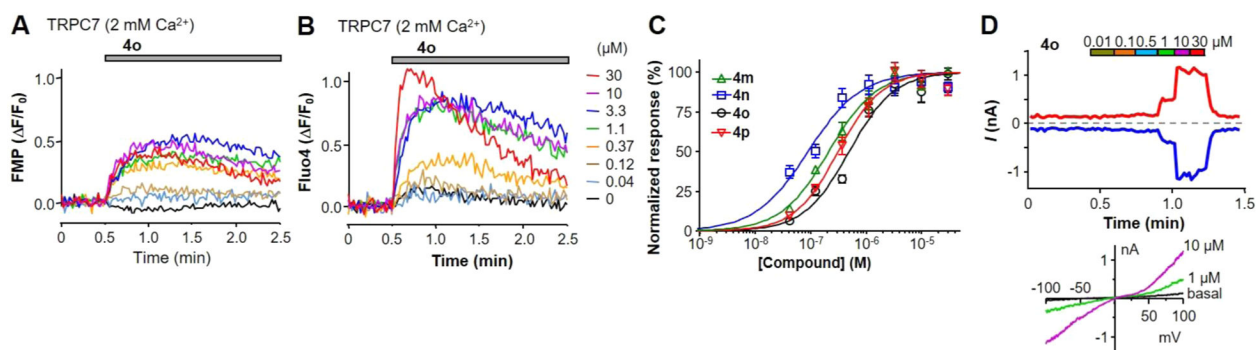 A TRPC7 (2 mM Ca²⁺)
4o
FMP (ΔF/F₀)
1.0
0.5
0.0
0 0.5 1.0 1.5 2.0 2.5
Time (min)
B TRPC7 (2 mM Ca²⁺)
4o
(µM)
Fluo4 (ΔF/F₀)
1.0
0.5
0.0
0 0.5 1.0 1.5 2.0 2.5
Time (min)
30
10
3.3
1.1
0.37
0.12
0.04
0
C
Normalized response (%)
100
75
50
25
0
4m
4n
4o
4p
10⁻⁹ 10⁻⁸ 10⁻⁷ 10⁻⁶ 10⁻⁵
[Compound] (M)
D
4o 0.01 0.10.5 1 10 30 µM
I (nA)
1
0
-1
0 0.5 1.0 1.5
Time (min)
nA
10 µM
1
1 µM
-100 -50
basal
50 100
-1
mV